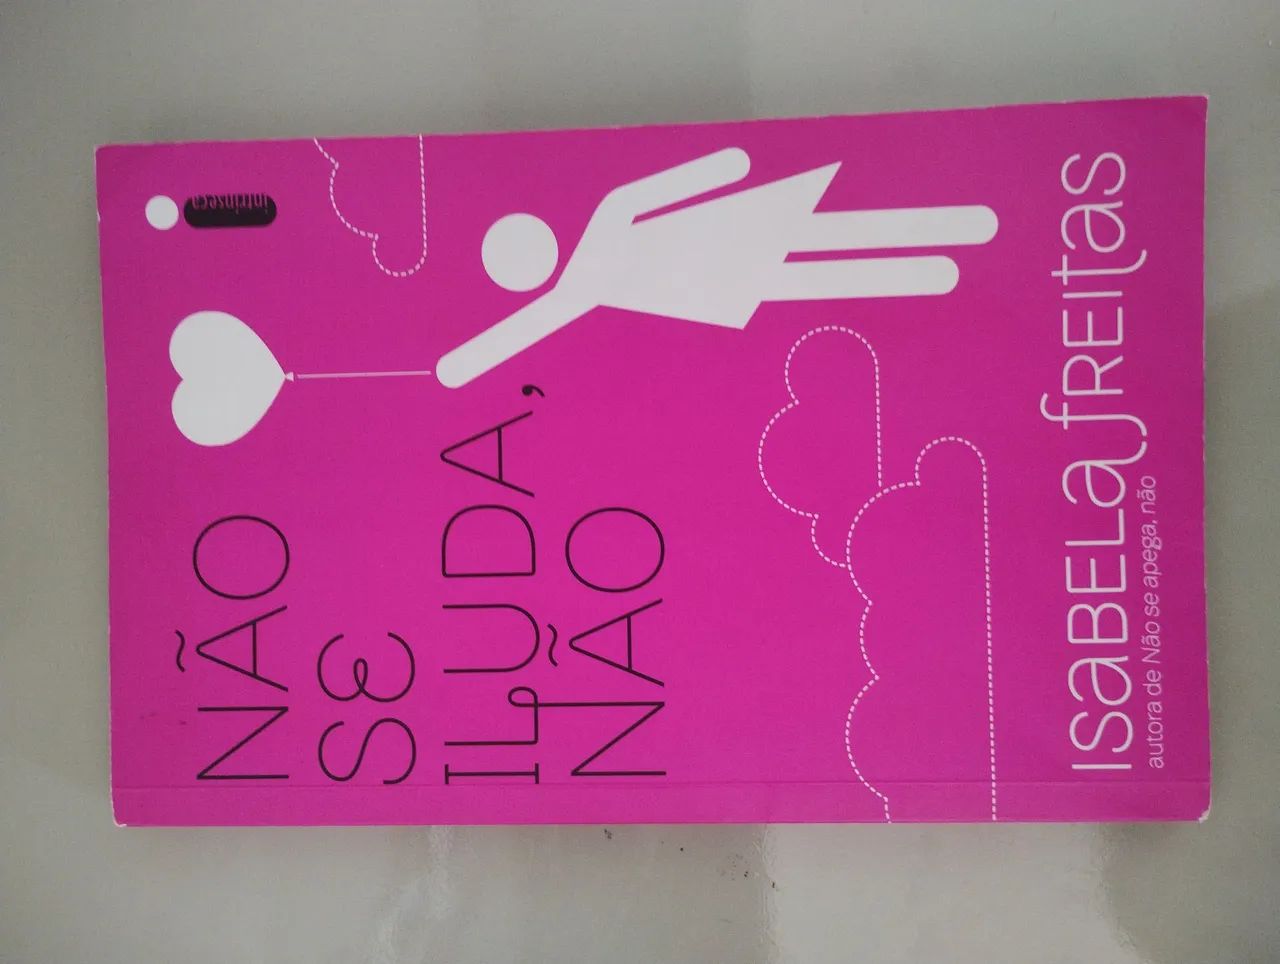 intrínseca
NÃO
SE
ILUDA,
NÃO
ISABELA FREITAS
autora de Não se apega, não